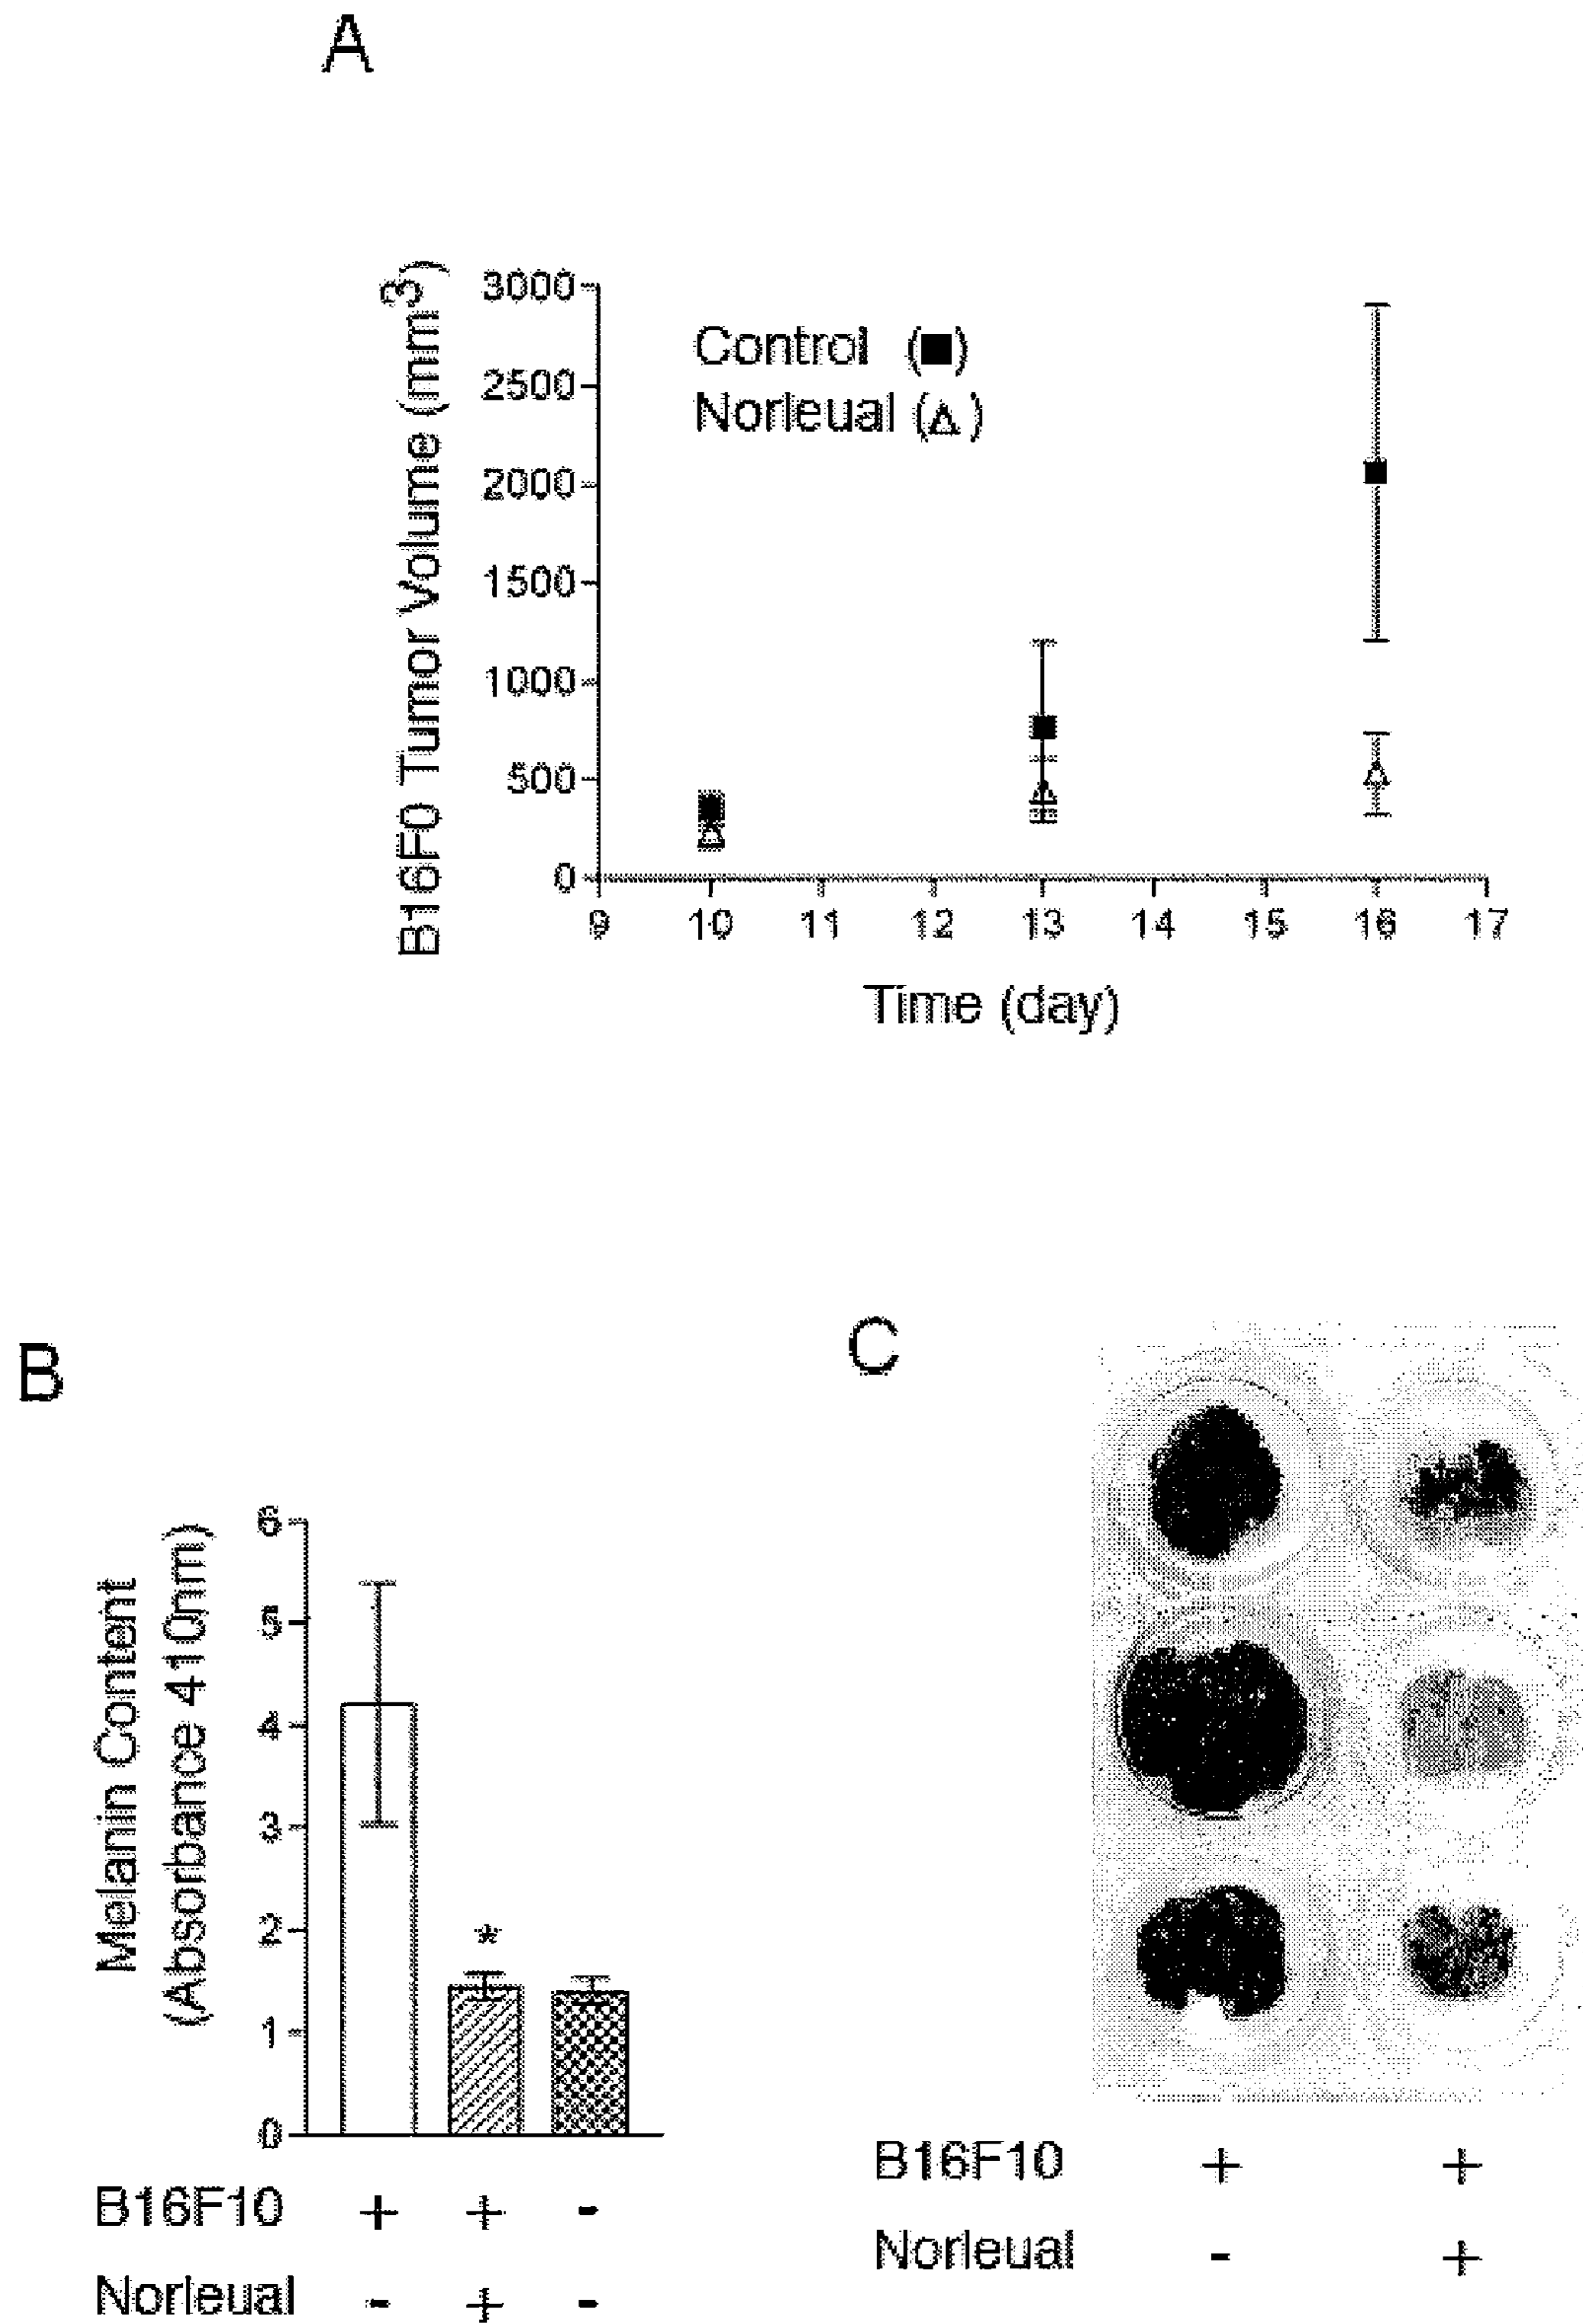 A
B16F0 Tumor Volume (mm³)
3000
2500
2000
1500
1000
500
0
Control (■)
Norleual (△)
9 10 11 12 13 14 15 16 17
Time (day)
B
Melanin Content
(Absorbance 410nm)
6
5
4
3
2
1
0
*
B16F10 + + -
Norleual - + -
C
B16F10 + +
Norleual - +